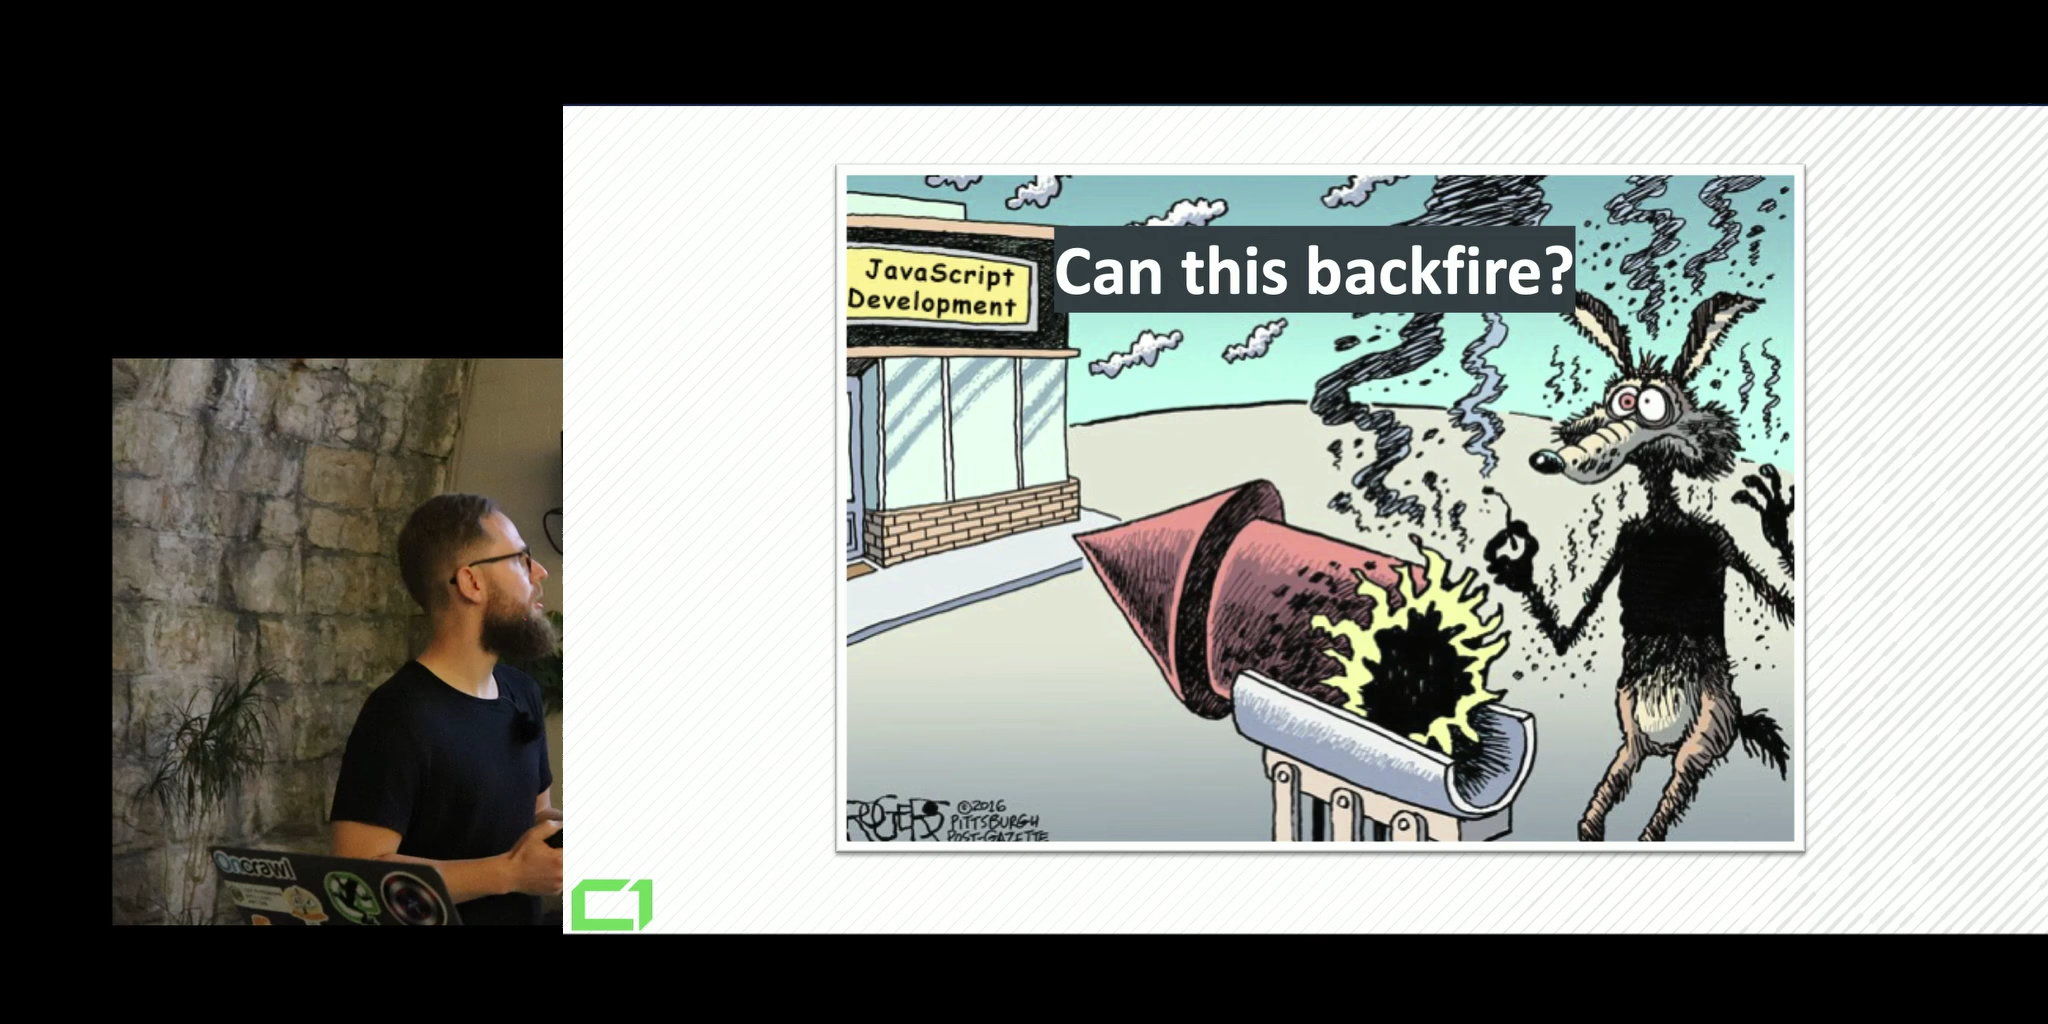 Can this backfire?
JavaScript
Development
ROGERS
©2016
PITTSBURGH
POST-GAZETTE
Oncrawl